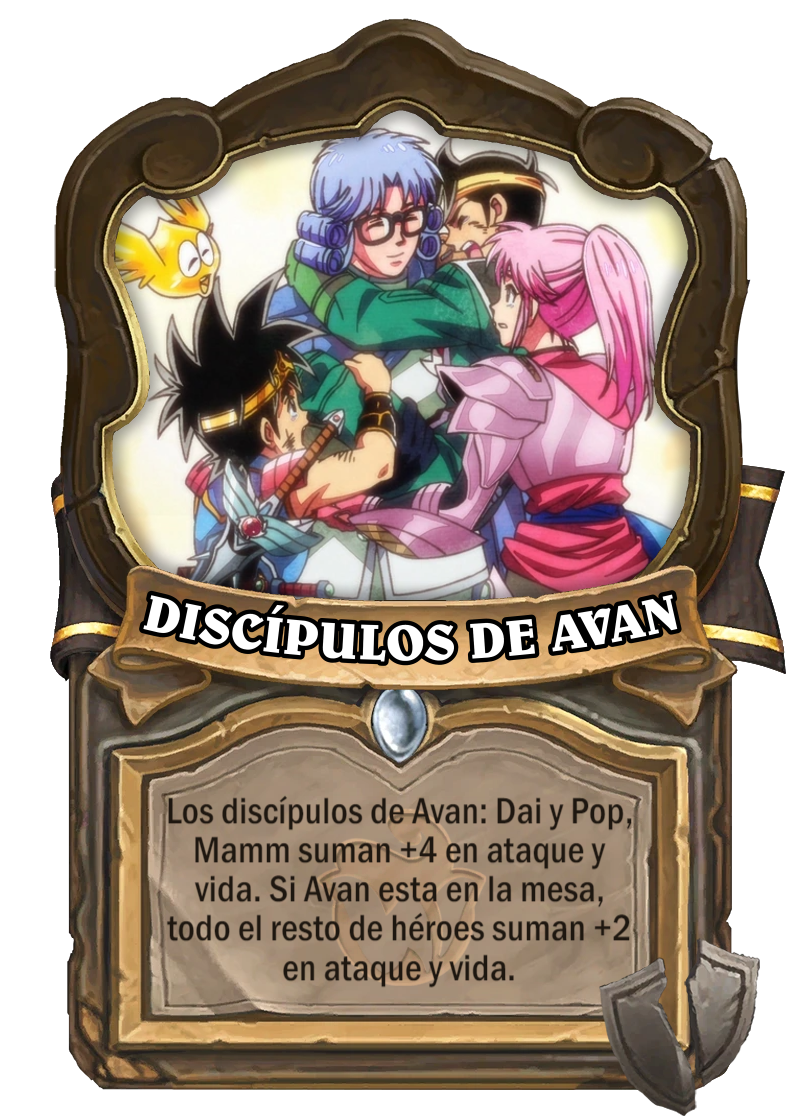 DISCÍPULOS DE AVAN
Los discípulos de Avan: Dai y Pop,
Mamm suman +4 en ataque y
vida. Si Avan esta en la mesa,
todo el resto de héroes suman +2
en ataque y vida.